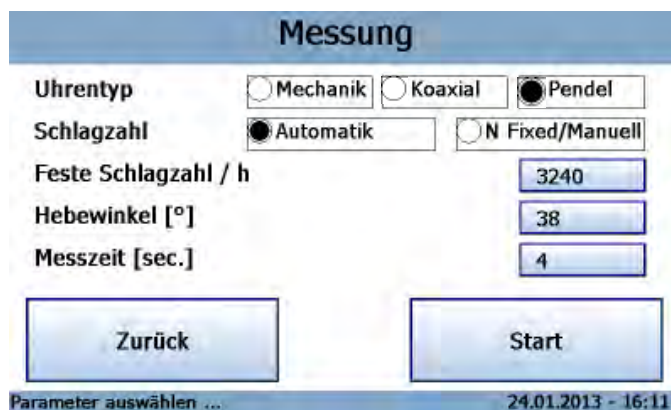 Messung
Uhrentyp Mechanik Koaxial Pendel
Schlagzahl Automatik N Fixed/Manuell
Feste Schlagzahl / h 3240
Hebewinkel [°] 38
Messzeit [sec.] 4
Zurück Start
Parameter auswählen ... 24.01.2013 - 16:11